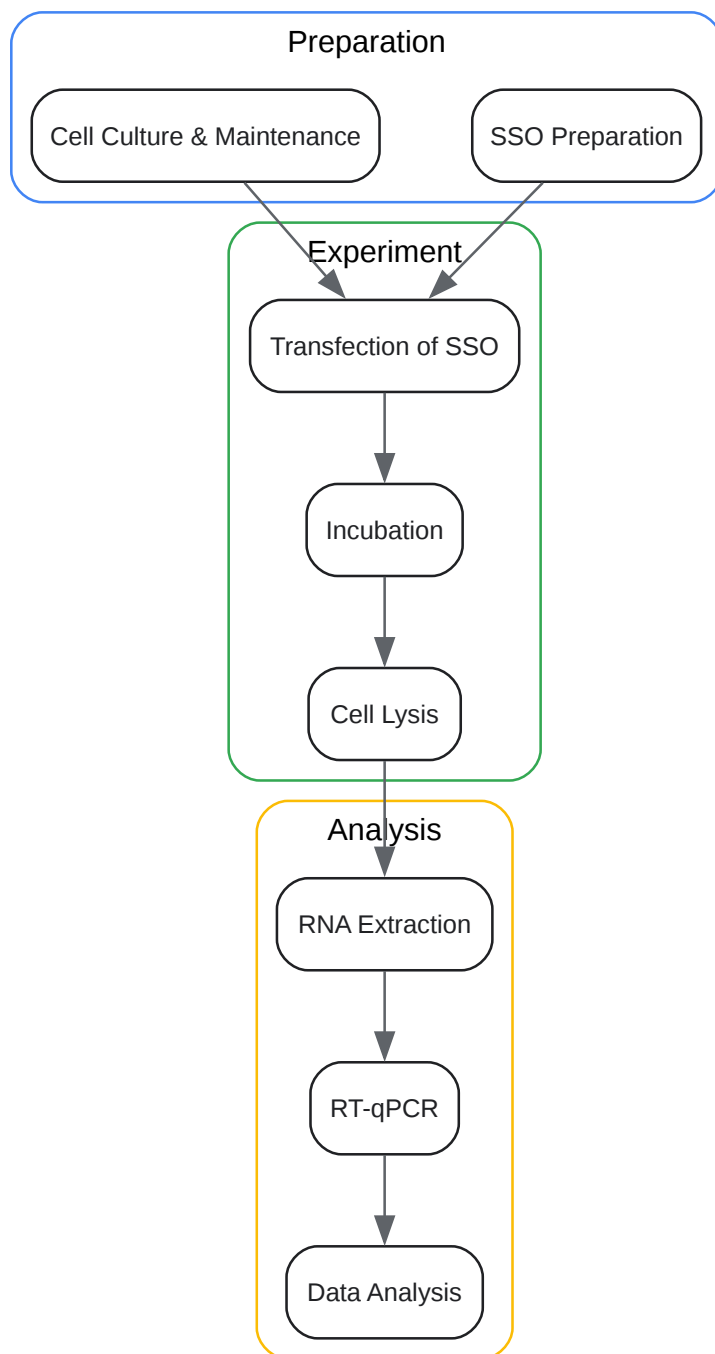 Preparation
Cell Culture & Maintenance
SSO Preparation
Experiment
Transfection of SSO
Incubation
Cell Lysis
Analysis
RNA Extraction
RT-qPCR
Data Analysis